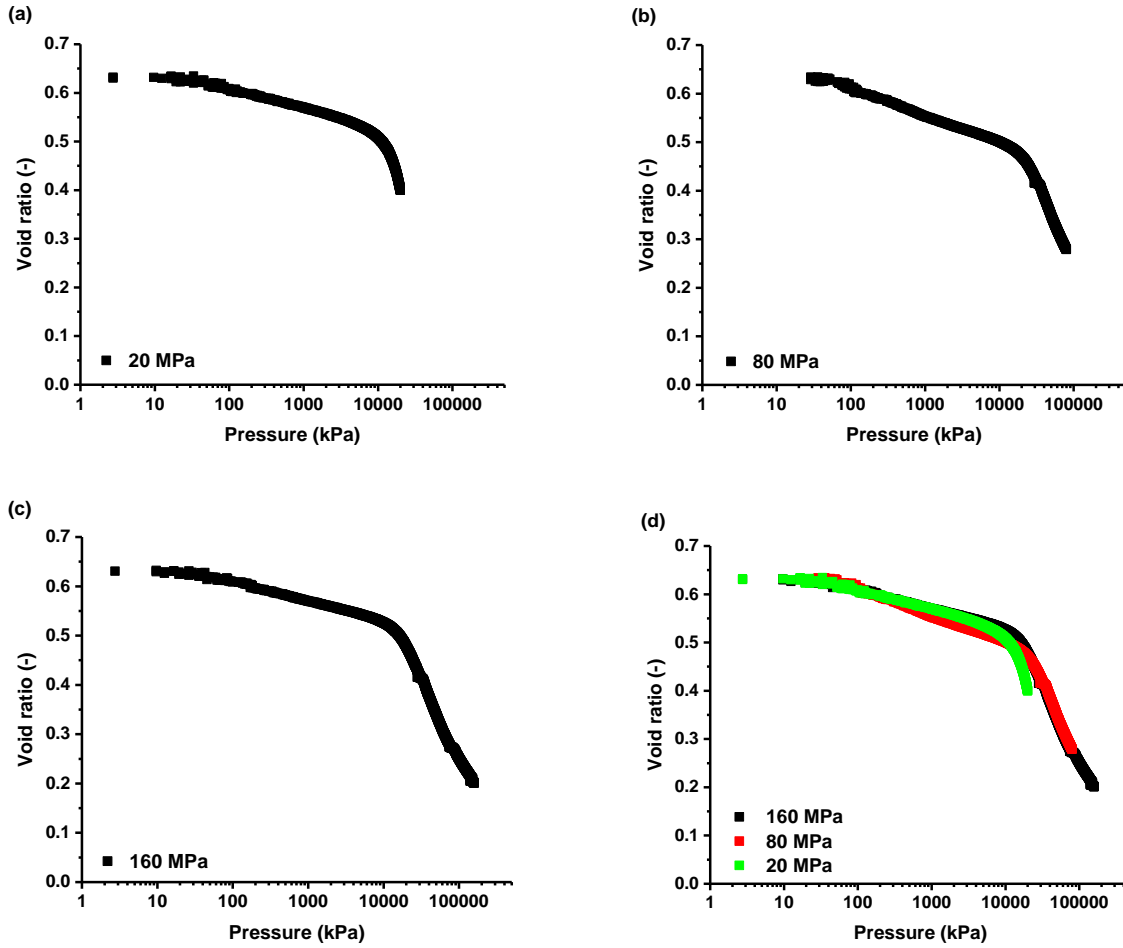 (a)
0.7
0.6
0.5
0.4
0.3
0.2
0.1
0.0
Void ratio (-)
20 MPa
1 10 100 1000 10000 100000
Pressure (kPa)
(b)
0.7
0.6
0.5
0.4
0.3
0.2
0.1
0.0
Void ratio (-)
80 MPa
1 10 100 1000 10000 100000
Pressure (kPa)
(c)
0.7
0.6
0.5
0.4
0.3
0.2
0.1
0.0
Void ratio (-)
160 MPa
1 10 100 1000 10000 100000
Pressure (kPa)
(d)
0.7
0.6
0.5
0.4
0.3
0.2
0.1
0.0
Void ratio (-)
160 MPa
80 MPa
20 MPa
1 10 100 1000 10000 100000
Pressure (kPa)